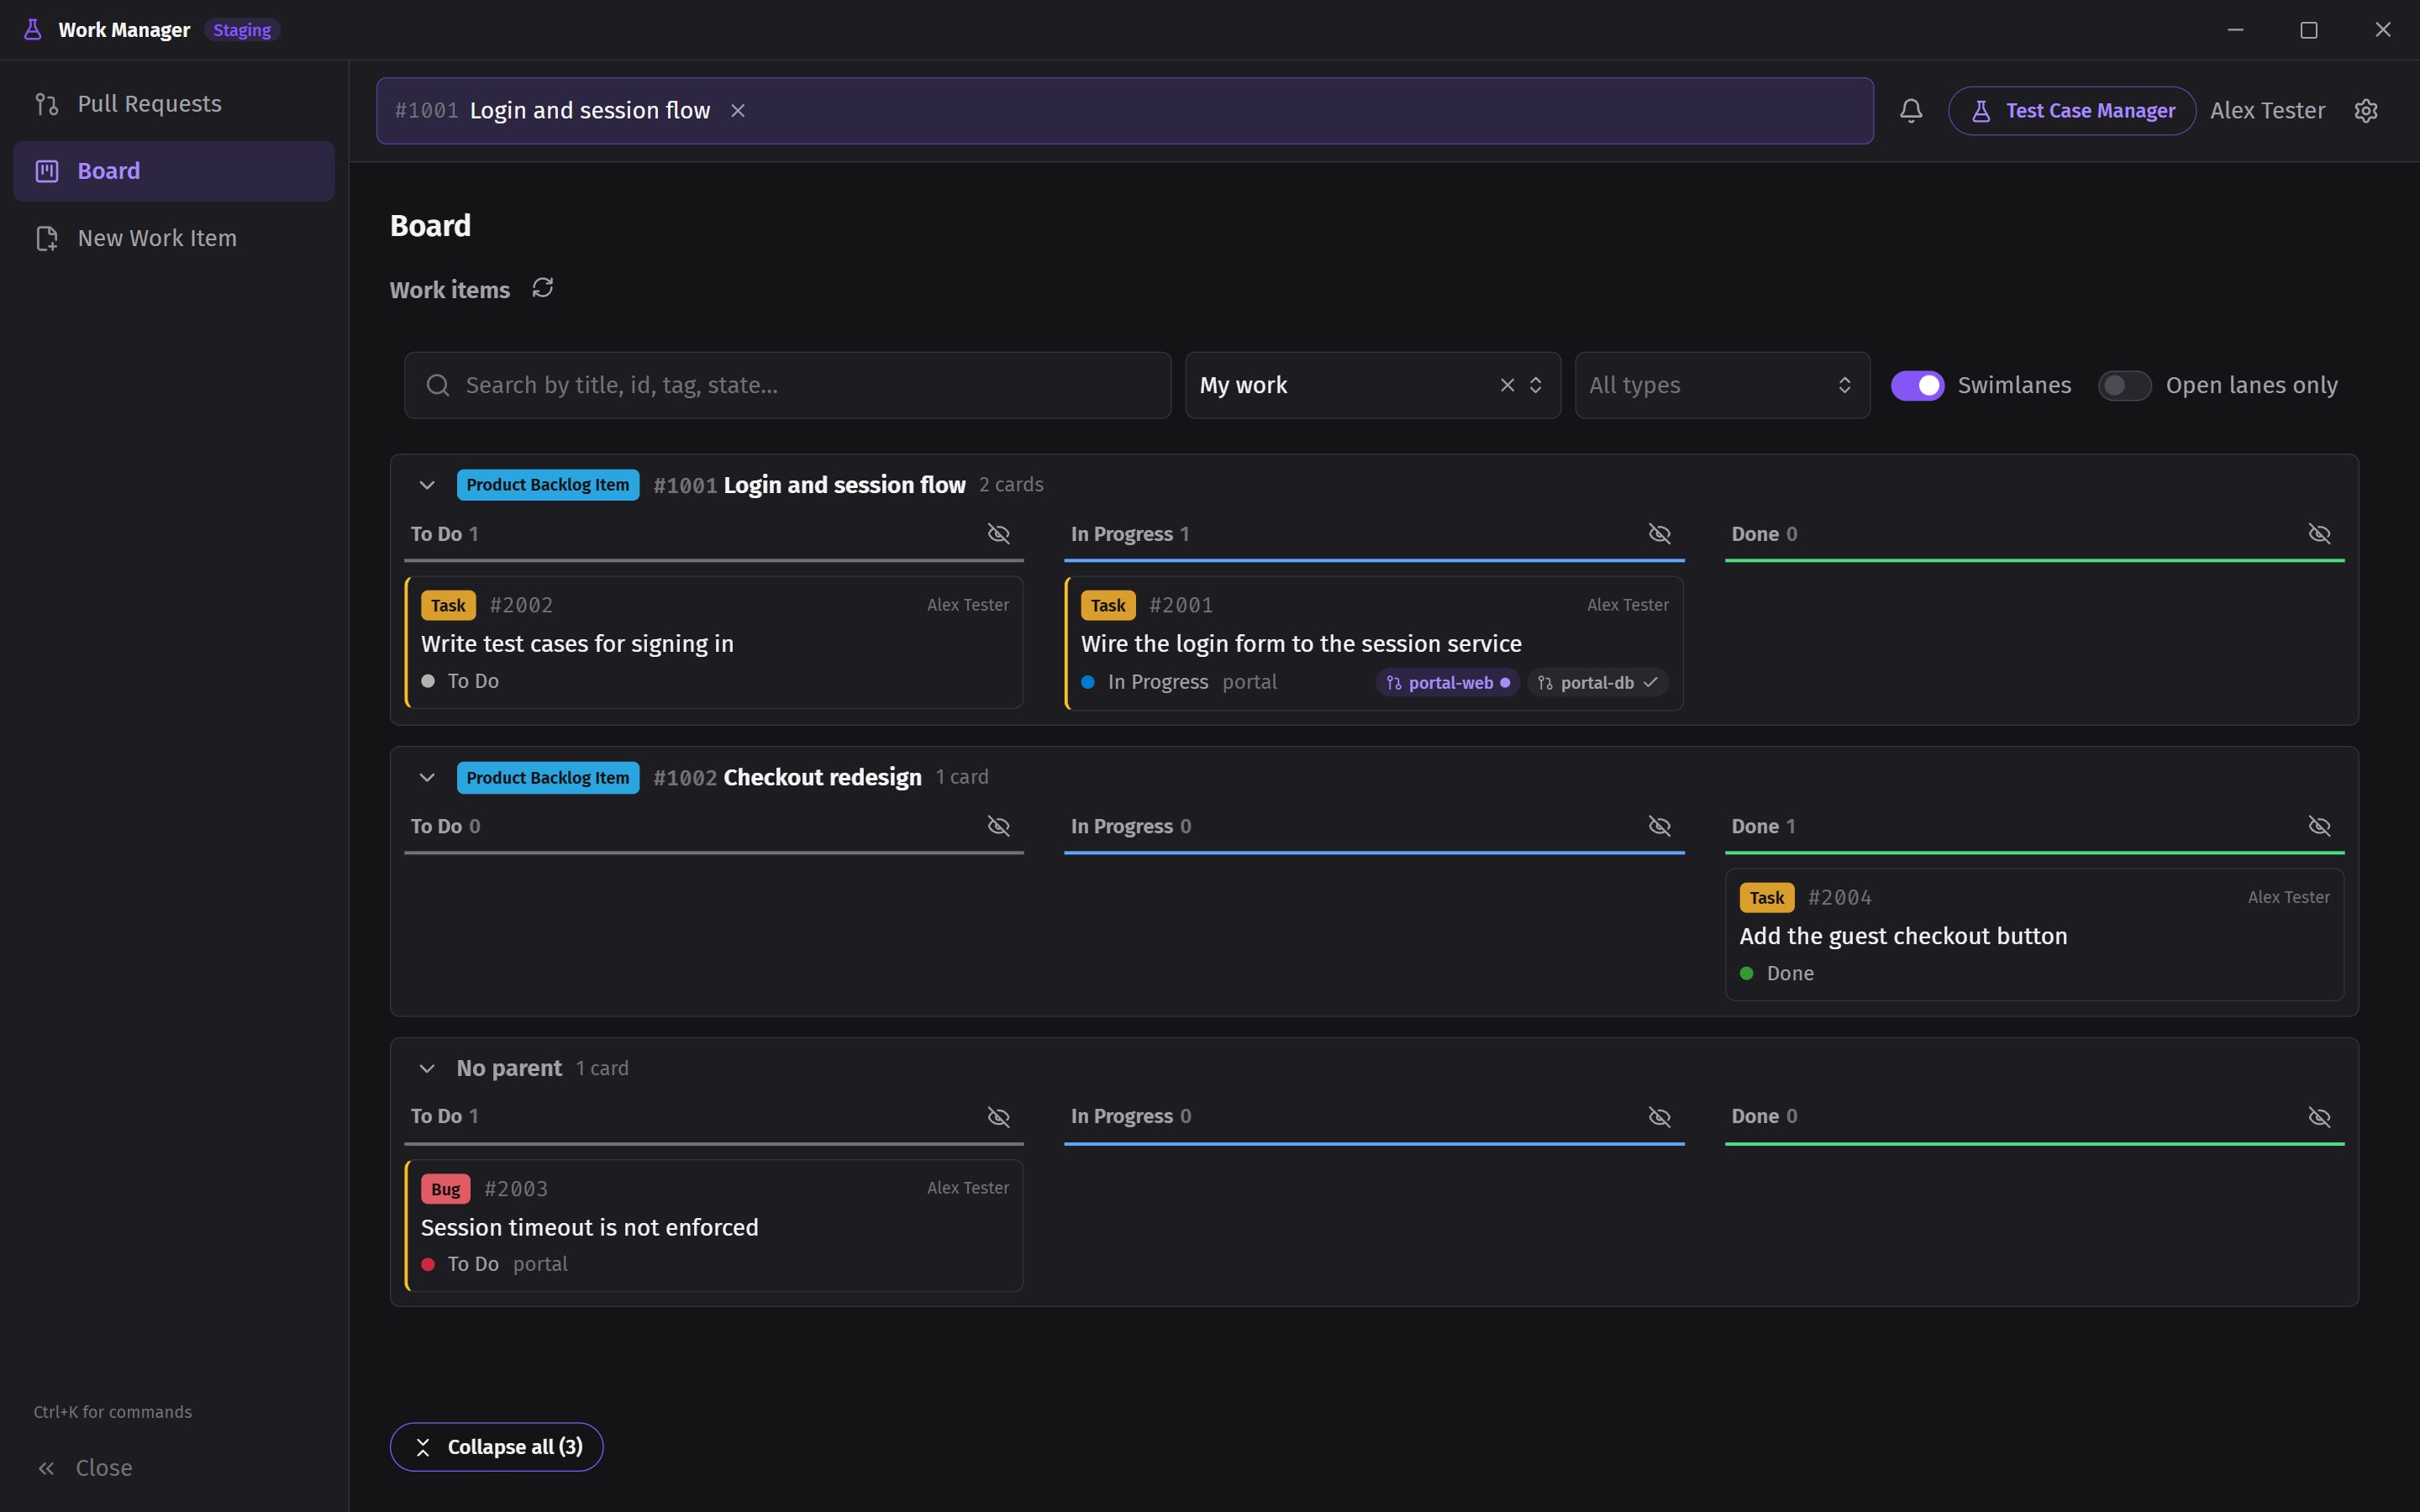 Work Manager Staging
Pull Requests
Board
New Work Item
#1001 Login and session flow
Test Case Manager
Alex Tester
Board
Work items
Search by title, id, tag, state...
My work
All types
Swimlanes
Open lanes only
Product Backlog Item #1001 Login and session flow 2 cards
To Do 1
In Progress 1
Done 0
Task #2002 Alex Tester
Write test cases for signing in
To Do
Task #2001 Alex Tester
Wire the login form to the session service
In Progress portal portal-web portal-db
Product Backlog Item #1002 Checkout redesign 1 card
To Do 0
In Progress 0
Done 1
Task #2004 Alex Tester
Add the guest checkout button
Done
No parent 1 card
To Do 1
In Progress 0
Done 0
Bug #2003 Alex Tester
Session timeout is not enforced
To Do portal
Ctrl+K for commands
Close
Collapse all (3)